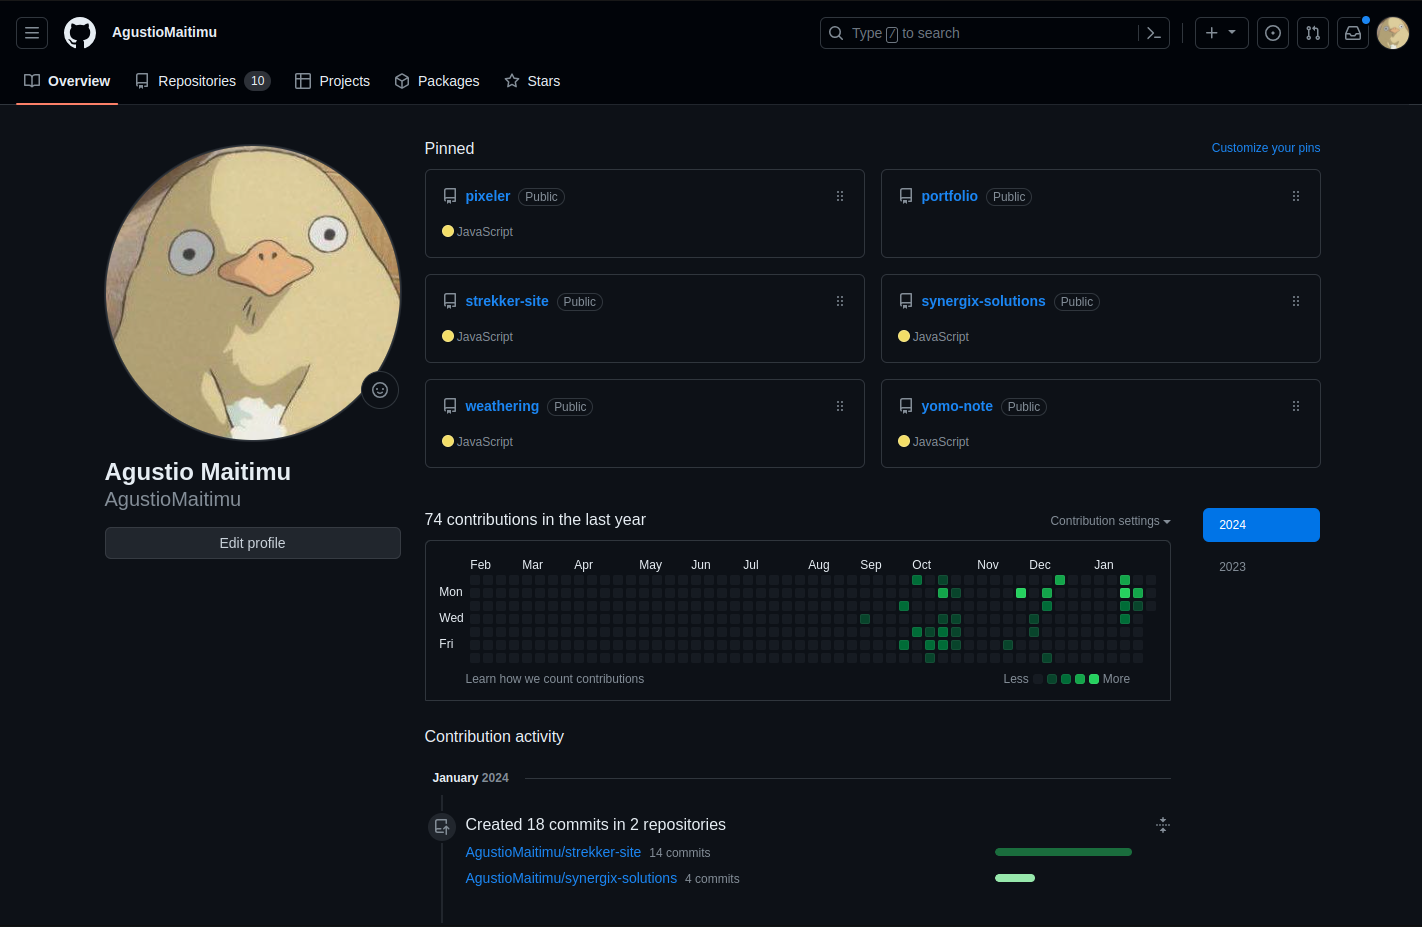 AgustioMaitimu
Type / to search
Overview
Repositories 10
Projects
Packages
Stars
Pinned
Customize your pins
pixeler Public
JavaScript
portfolio Public
strekker-site Public
JavaScript
synergix-solutions Public
JavaScript
weathering Public
JavaScript
yomo-note Public
JavaScript
Agustio Maitimu
AgustioMaitimu
Edit profile
74 contributions in the last year
Contribution settings
2024
2023
Feb Mar Apr May Jun Jul Aug Sep Oct Nov Dec Jan
Mon
Wed
Fri
Learn how we count contributions
Less More
Contribution activity
January 2024
Created 18 commits in 2 repositories
AgustioMaitimu/strekker-site 14 commits
AgustioMaitimu/synergix-solutions 4 commits